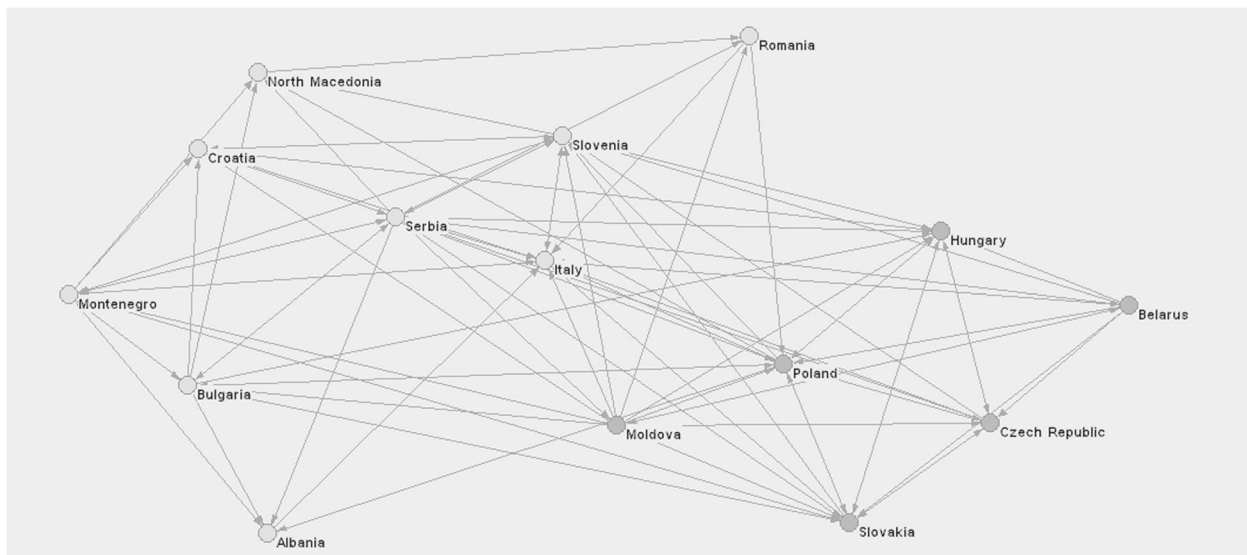 Romania
North Macedonia
Slovenia
Croatia
Serbia
Hungary
Italy
Montenegro
Belarus
Poland
Bulgaria
Moldova
Czech Republic
Slovakia
Albania